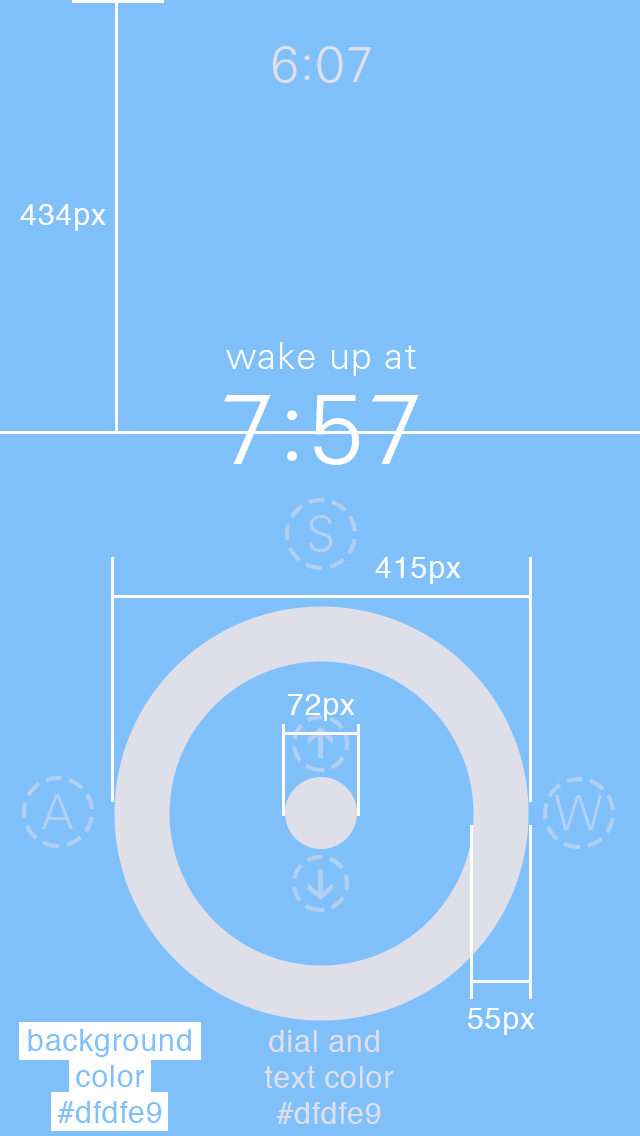 6:07
434px
wake up at
7:57
S
415px
72px
A
W
55px
background
color
#dfdfe9
dial and
text color
#dfdfe9